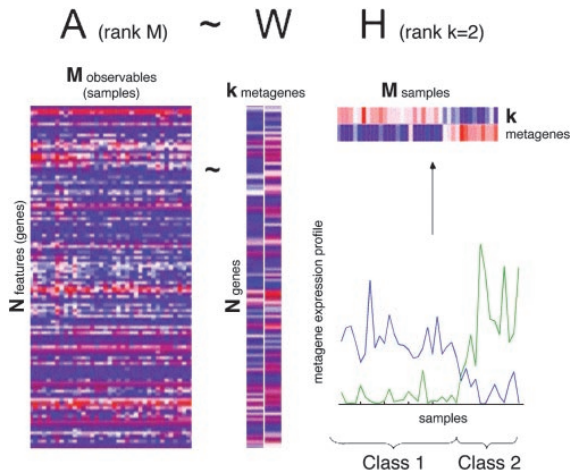 A (rank M) ~ W H (rank k=2)
M observables
(samples)
k metagenes
M samples
k
metagenes
~
N features (genes)
N genes
metagene expression profile
samples
Class 1 Class 2